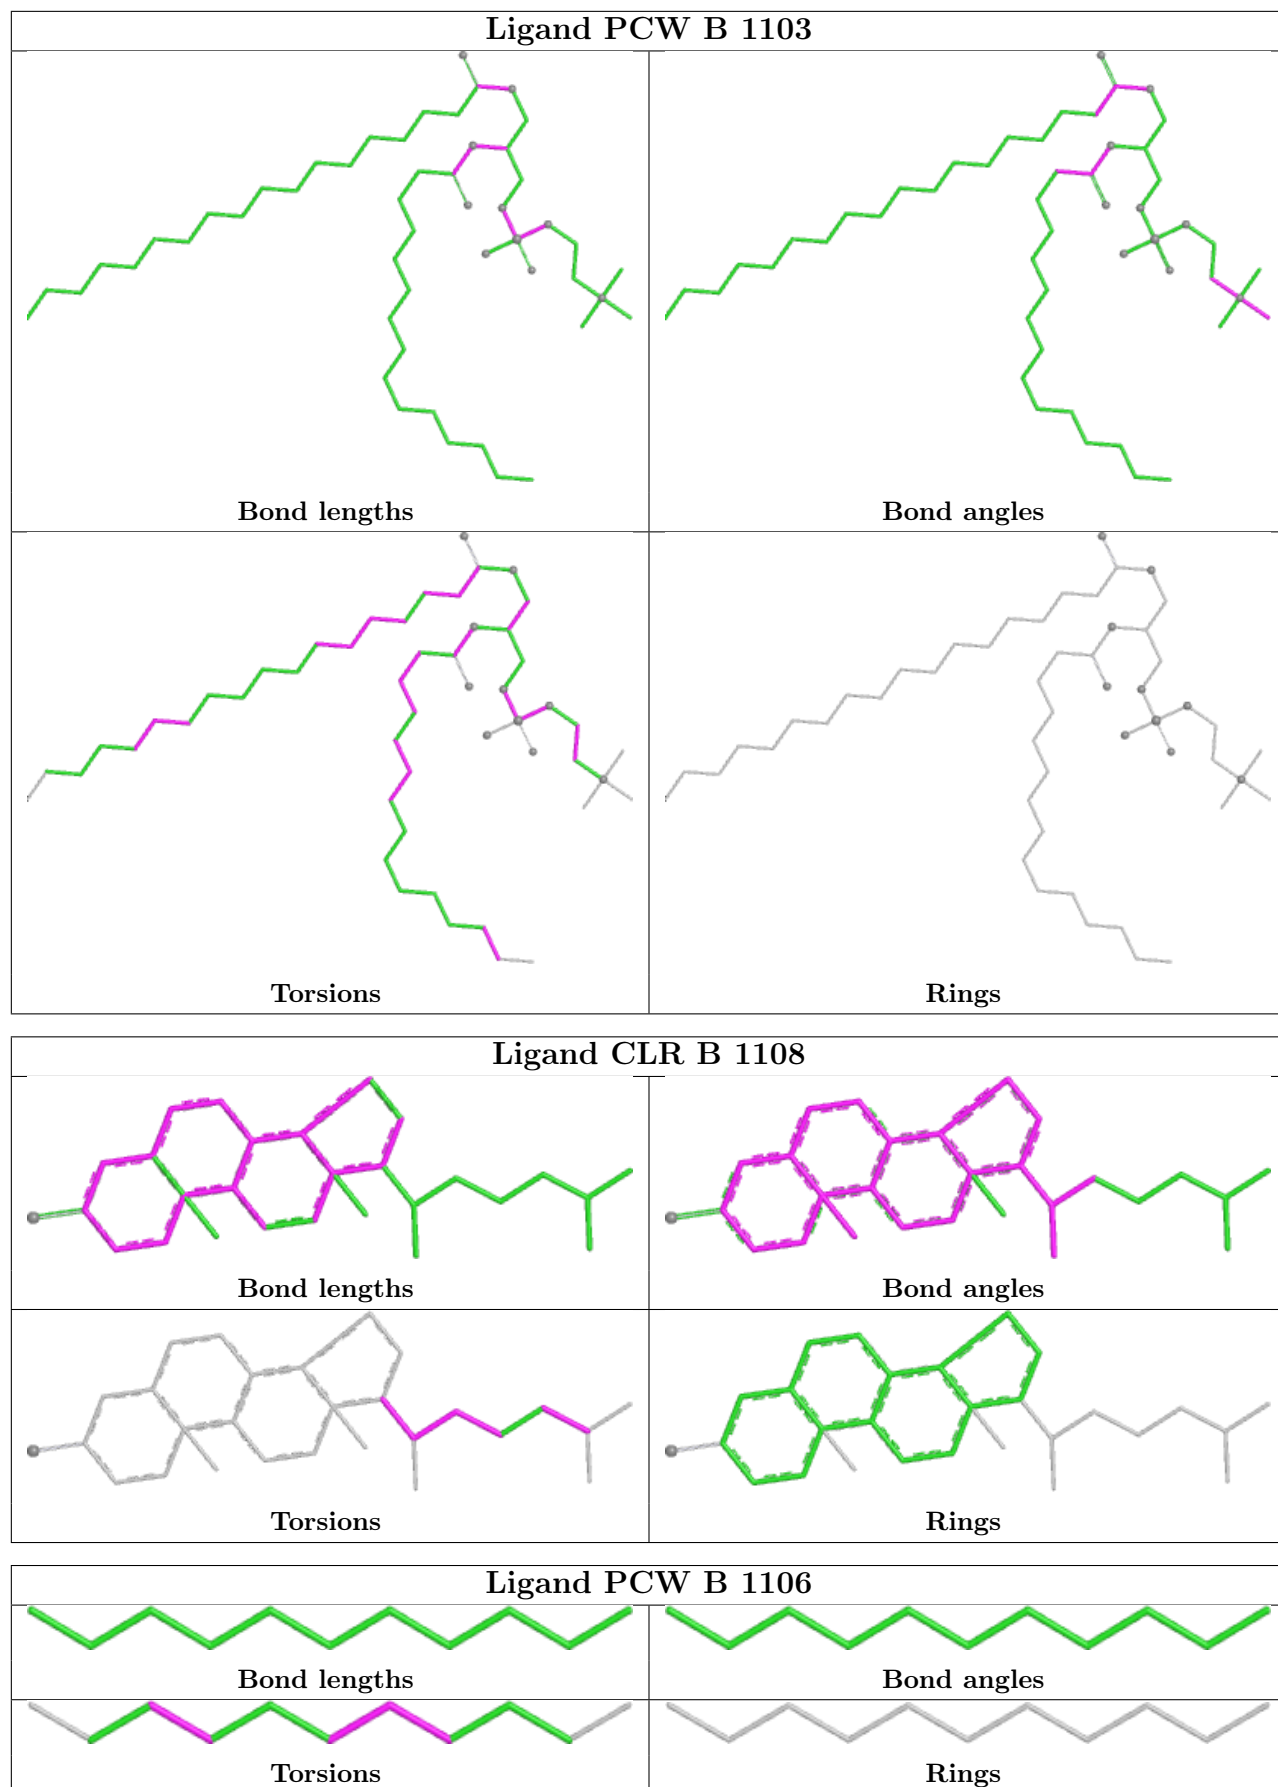 Ligand PCW B 1103
Bond lengths
Bond angles
Torsions
Rings
Ligand CLR B 1108
Bond lengths
Bond angles
Torsions
Rings
Ligand PCW B 1106
Bond lengths
Bond angles
Torsions
Rings